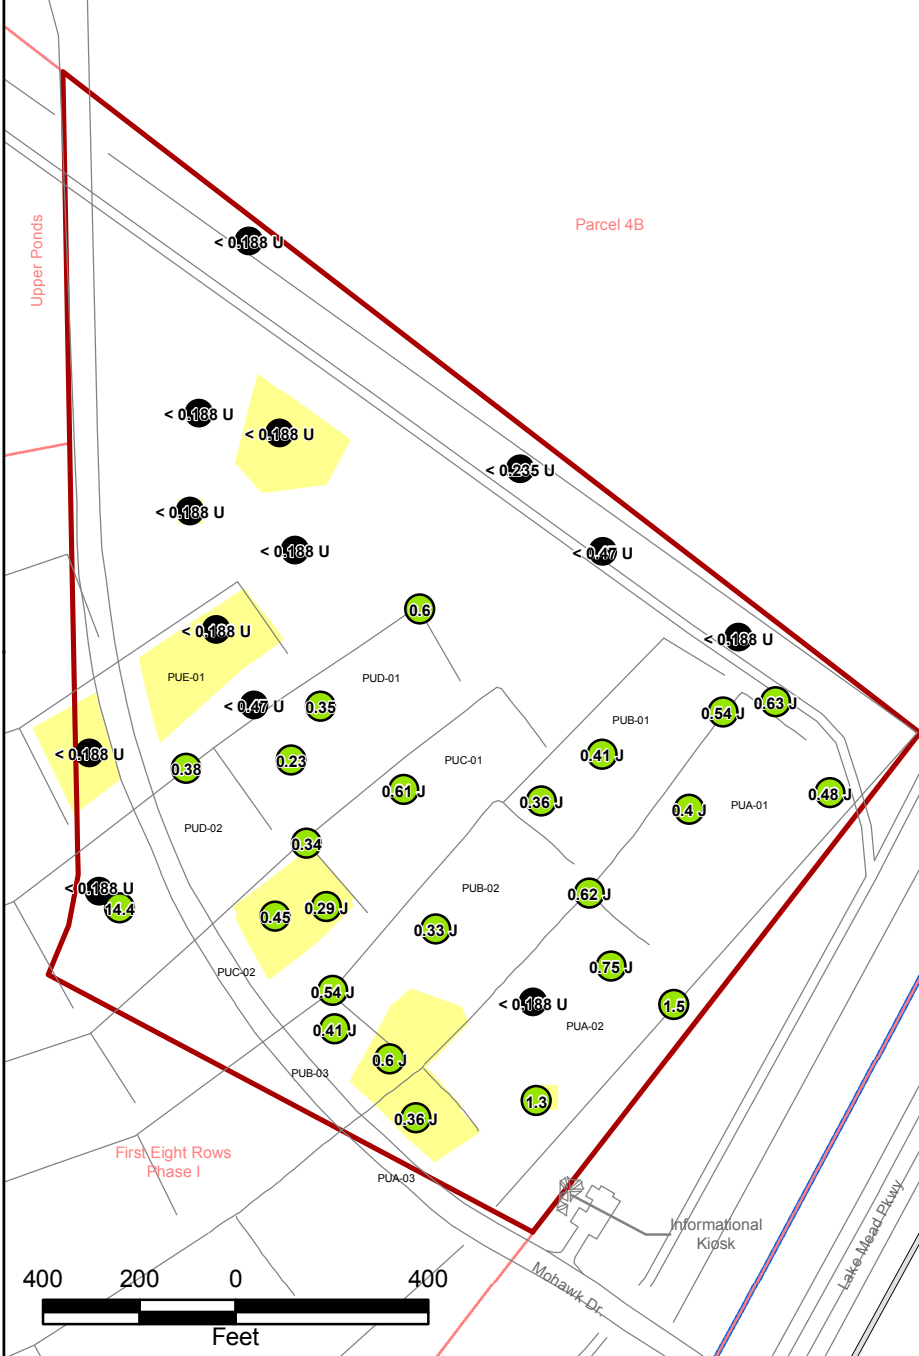 Upper Ponds
Parcel 4B
< 0.188 U
< 0.188 U
< 0.188 U
< 0.235 U
< 0.188 U
< 0.188 U
< 0.47 U
0.6
< 0.188 U
< 0.188 U
PUE-01
PUD-01
< 0.47 U
0.35
0.63 J
0.54 J
PUB-01
< 0.188 U
0.38
0.23
PUC-01
0.41 J
0.61 J
0.36 J
0.4 J
PUA-01
0.48 J
PUD-02
0.34
< 0.188 U
14.4
PUB-02
0.62 J
0.45
0.29 J
0.33 J
PUC-02
0.75 J
0.54 J
< 0.188 U
1.5
0.41 J
PUA-02
0.6 J
PUB-03
1.3
0.36 J
First Eight Rows
Phase I
PUA-03
Informational
Kiosk
Lake Mead Pkwy
Mohawk Dr.
400 200 0 400
Feet